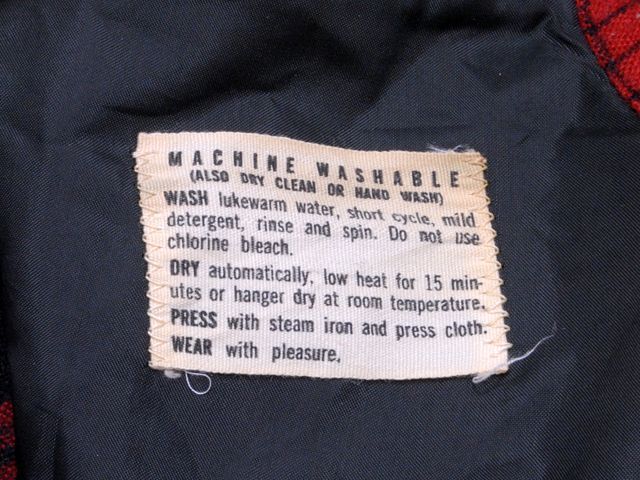 MACHINE WASHABLE
(ALSO DRY CLEAN OR HAND WASH)
WASH lukewarm water, short cycle, mild
detergent, rinse and spin. Do not use
chlorine bleach.
DRY automatically, low heat for 15 min-
utes or hanger dry at room temperature.
PRESS with steam iron and press cloth.
WEAR with pleasure.